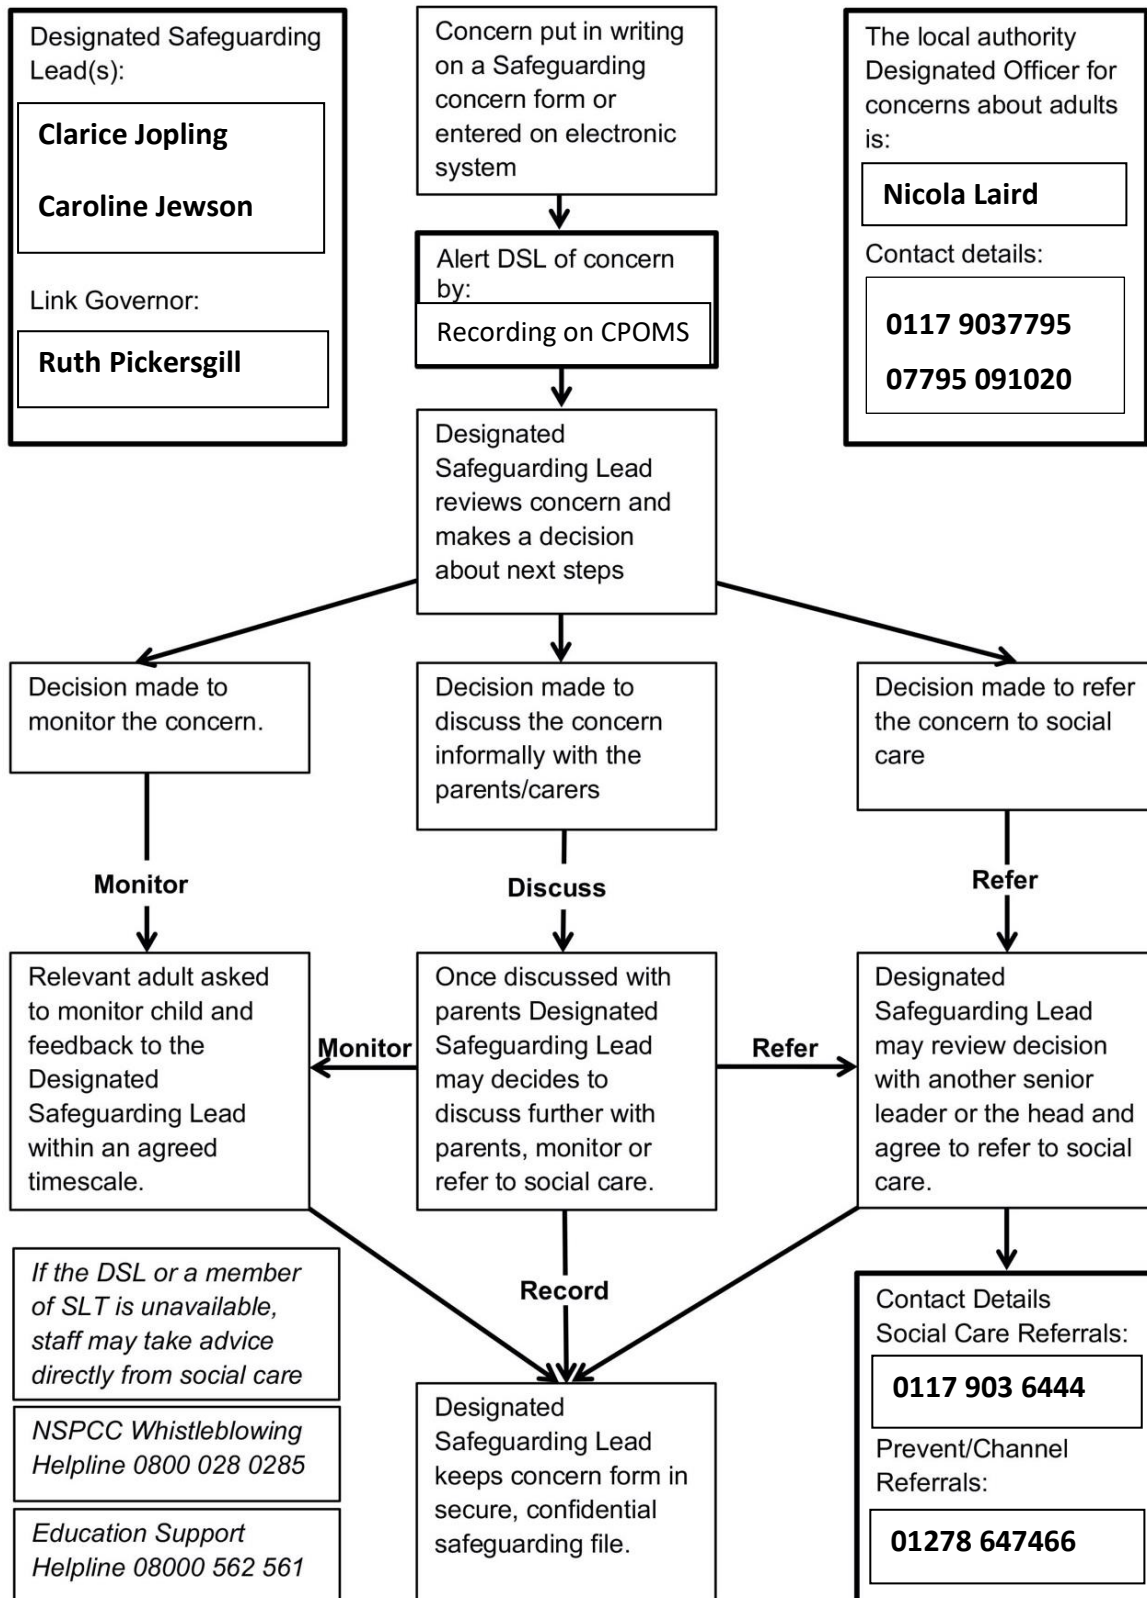 Designated Safeguarding
Lead(s):
Clarice Jopling
Caroline Jewson
Link Governor:
Ruth Pickersgill
Concern put in writing
on a Safeguarding
concern form or
entered on electronic
system
The local authority
Designated Officer for
concerns about adults
is:
Nicola Laird
Contact details:
0117 9037795
07795 091020
Alert DSL of concern
by:
Recording on CPOMS
Designated
Safeguarding Lead
reviews concern and
makes a decision
about next steps
Decision made to
monitor the concern.
Decision made to
discuss the concern
informally with the
parents/carers
Decision made to refer
the concern to social
care
Monitor
Discuss
Refer
Relevant adult asked
to monitor child and
feedback to the
Designated
Safeguarding Lead
within an agreed
timescale.
Monitor
Once discussed with
parents Designated
Safeguarding Lead
may decides to
discuss further with
parents, monitor or
refer to social care.
Refer
Designated
Safeguarding Lead
may review decision
with another senior
leader or the head and
agree to refer to social
care.
If the DSL or a member
of SLT is unavailable,
staff may take advice
directly from social care
NSPCC Whistleblowing
Helpline 0800 028 0285
Education Support
Helpline 08000 562 561
Record
Designated
Safeguarding Lead
keeps concern form in
secure, confidential
safeguarding file.
Contact Details
Social Care Referrals:
0117 903 6444
Prevent/Channel
Referrals:
01278 647466